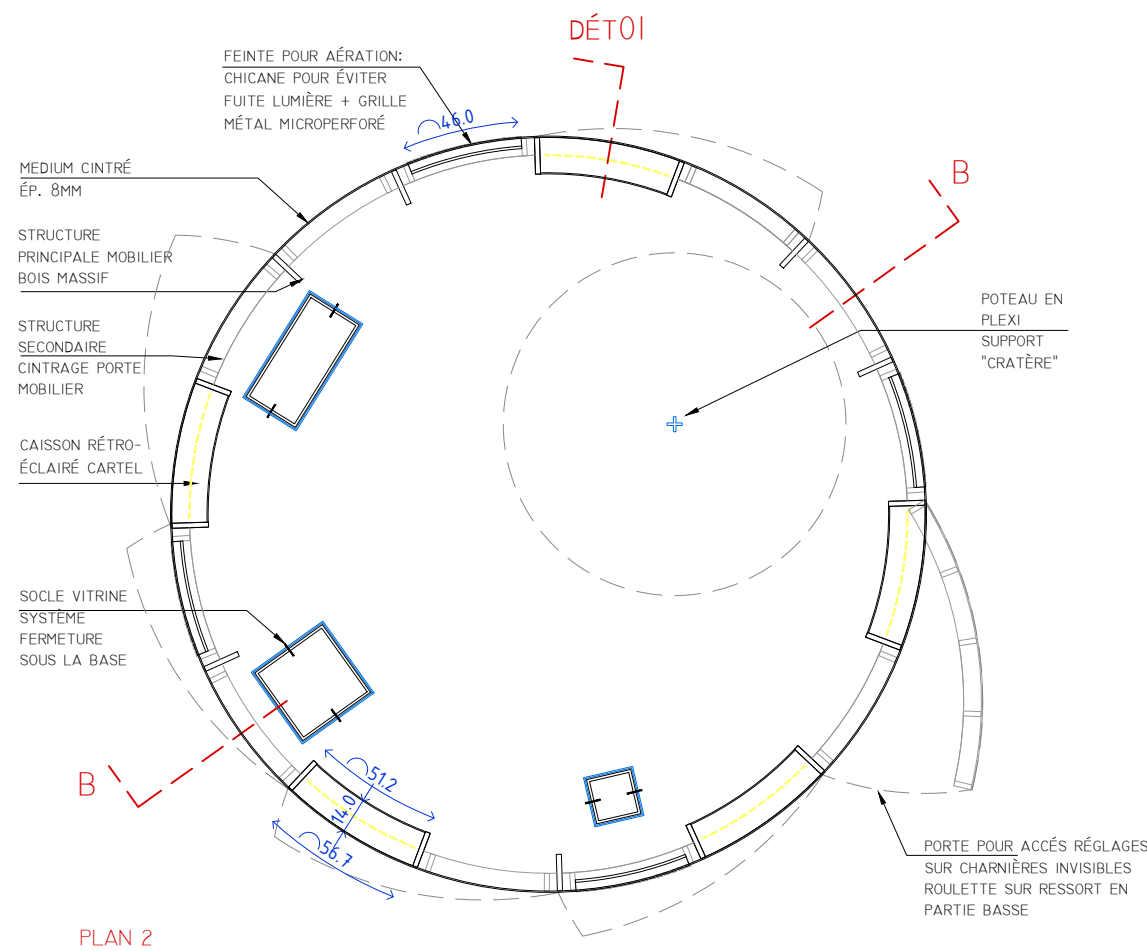 DÉT01
FEINTE POUR AÉRATION:
CHICANE POUR ÉVITER
FUITE LUMIÈRE + GRILLE
MÉTAL MICROPERFORÉ
46.0
MEDIUM CINTRÉ
ÉP. 8MM
B
STRUCTURE
PRINCIPALE MOBILIER
BOIS MASSIF
POTEAU EN
PLEXI
SUPPORT
"CRATÈRE"
STRUCTURE
SECONDAIRE
CINTRAGE PORTE
MOBILIER
CAISSON RÉTRO-
ÉCLAIRÉ CARTEL
SOCLE VITRINE
SYSTÈME
FERMETURE
SOUS LA BASE
B
51.2
14.0
56.7
PORTE POUR ACCÉS RÉGLAGES
SUR CHARNIÈRES INVISIBLES
ROULETTE SUR RESSORT EN
PARTIE BASSE
PLAN 2